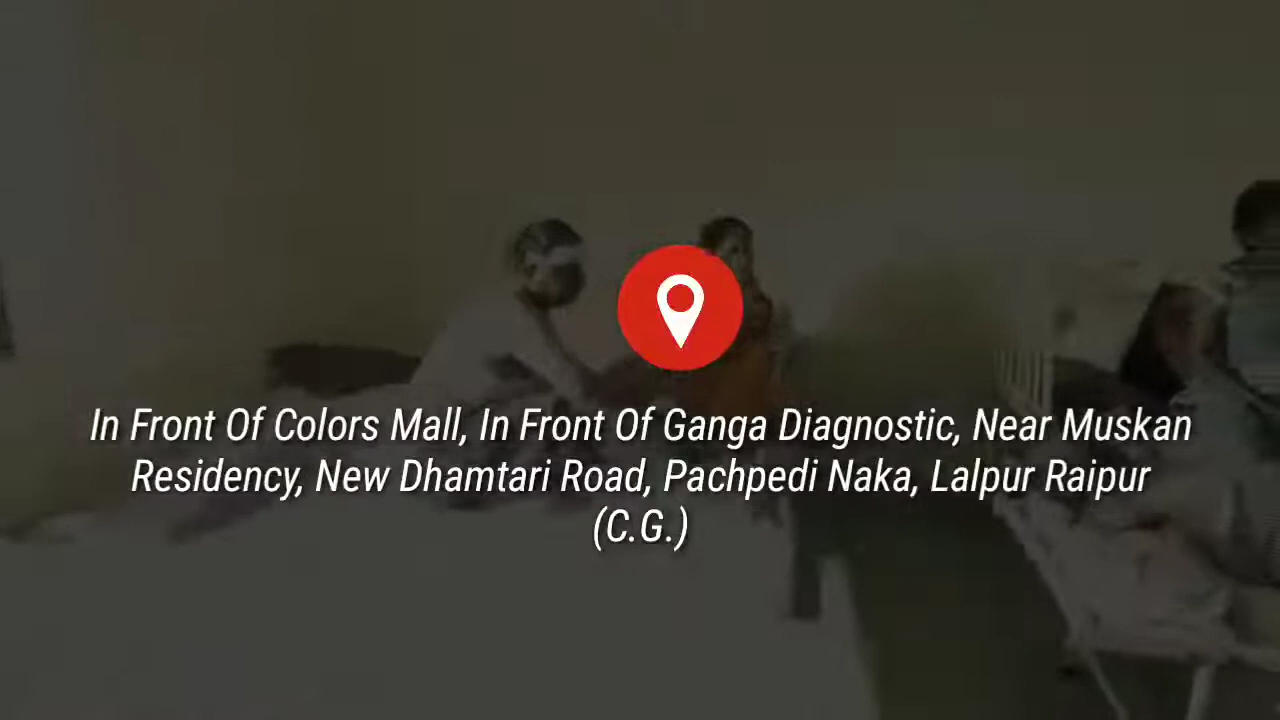 In Front Of Colors Mall, In Front Of Ganga Diagnostic, Near Muskan
Residency, New Dhamtari Road, Pachpedi Naka, Lalpur Raipur
(C.G.)